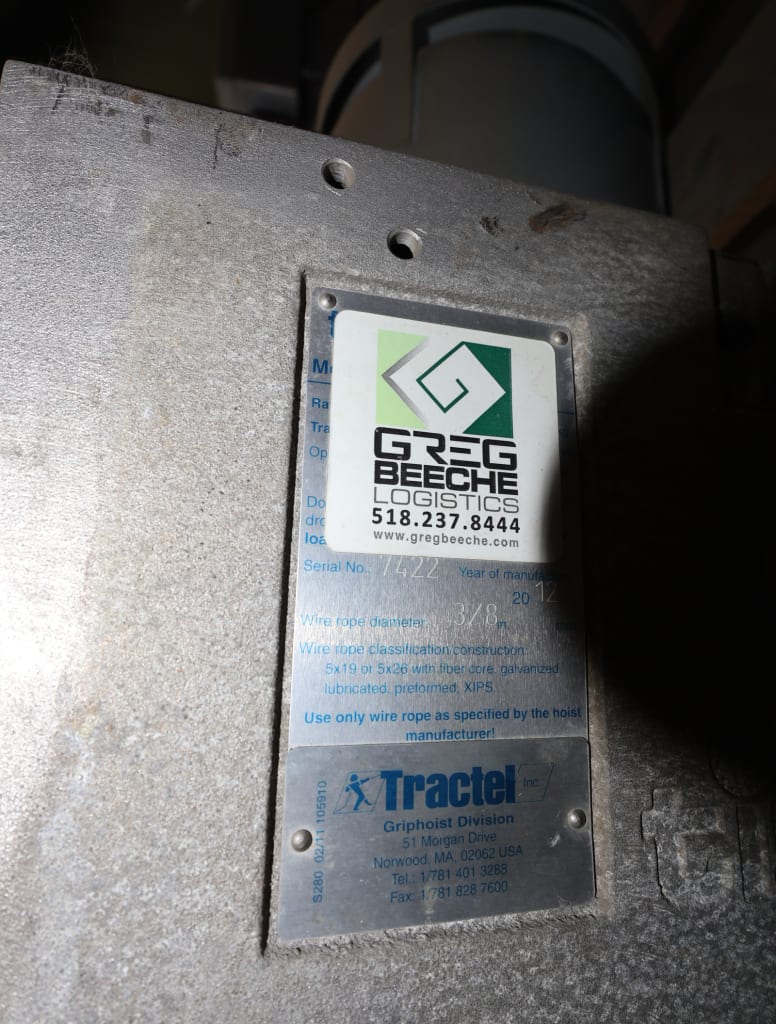 GREG
BEECHE
LOGISTICS
518.237.8444
www.gregbeeche.com
Serial No.: 7422 Year of
2012
Wire rope diameter: 3/8 in
Wire rope classification/construction:
5x19 or 5x26 with fiber core, galvanized,
lubricated, preformed, XIPS.
Use only wire rope as specified by the hoist
manufacturer!
Tractel Inc.
Griphoist Division
51 Morgan Drive
Norwood, MA, 02062 USA
Tel.: 1/781 401 3288
Fax: 1/781 828 7600
S280 02/11 105910